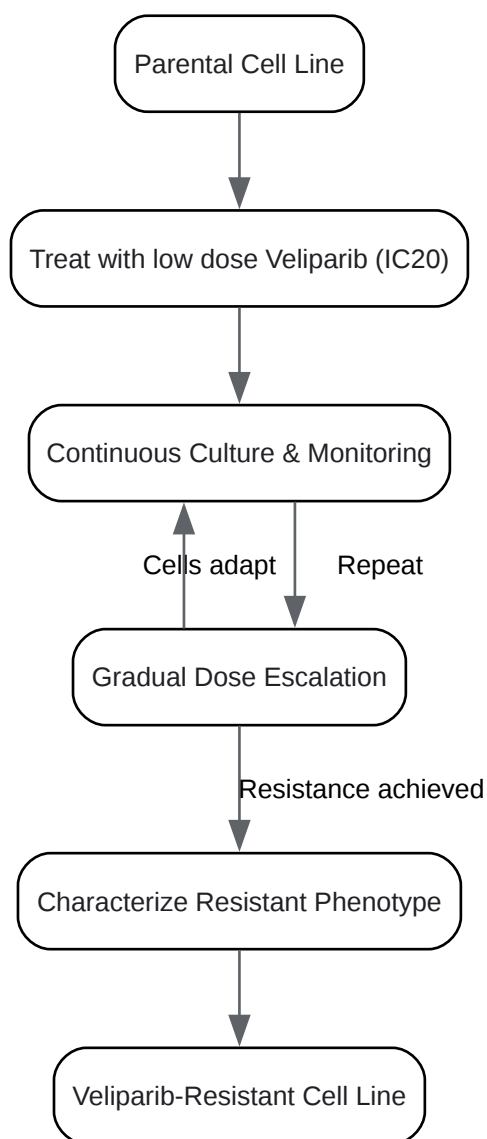 Parental Cell Line
Treat with low dose Veliparib (IC20)
Continuous Culture & Monitoring
Cells adapt
Repeat
Gradual Dose Escalation
Resistance achieved
Characterize Resistant Phenotype
Veliparib-Resistant Cell Line